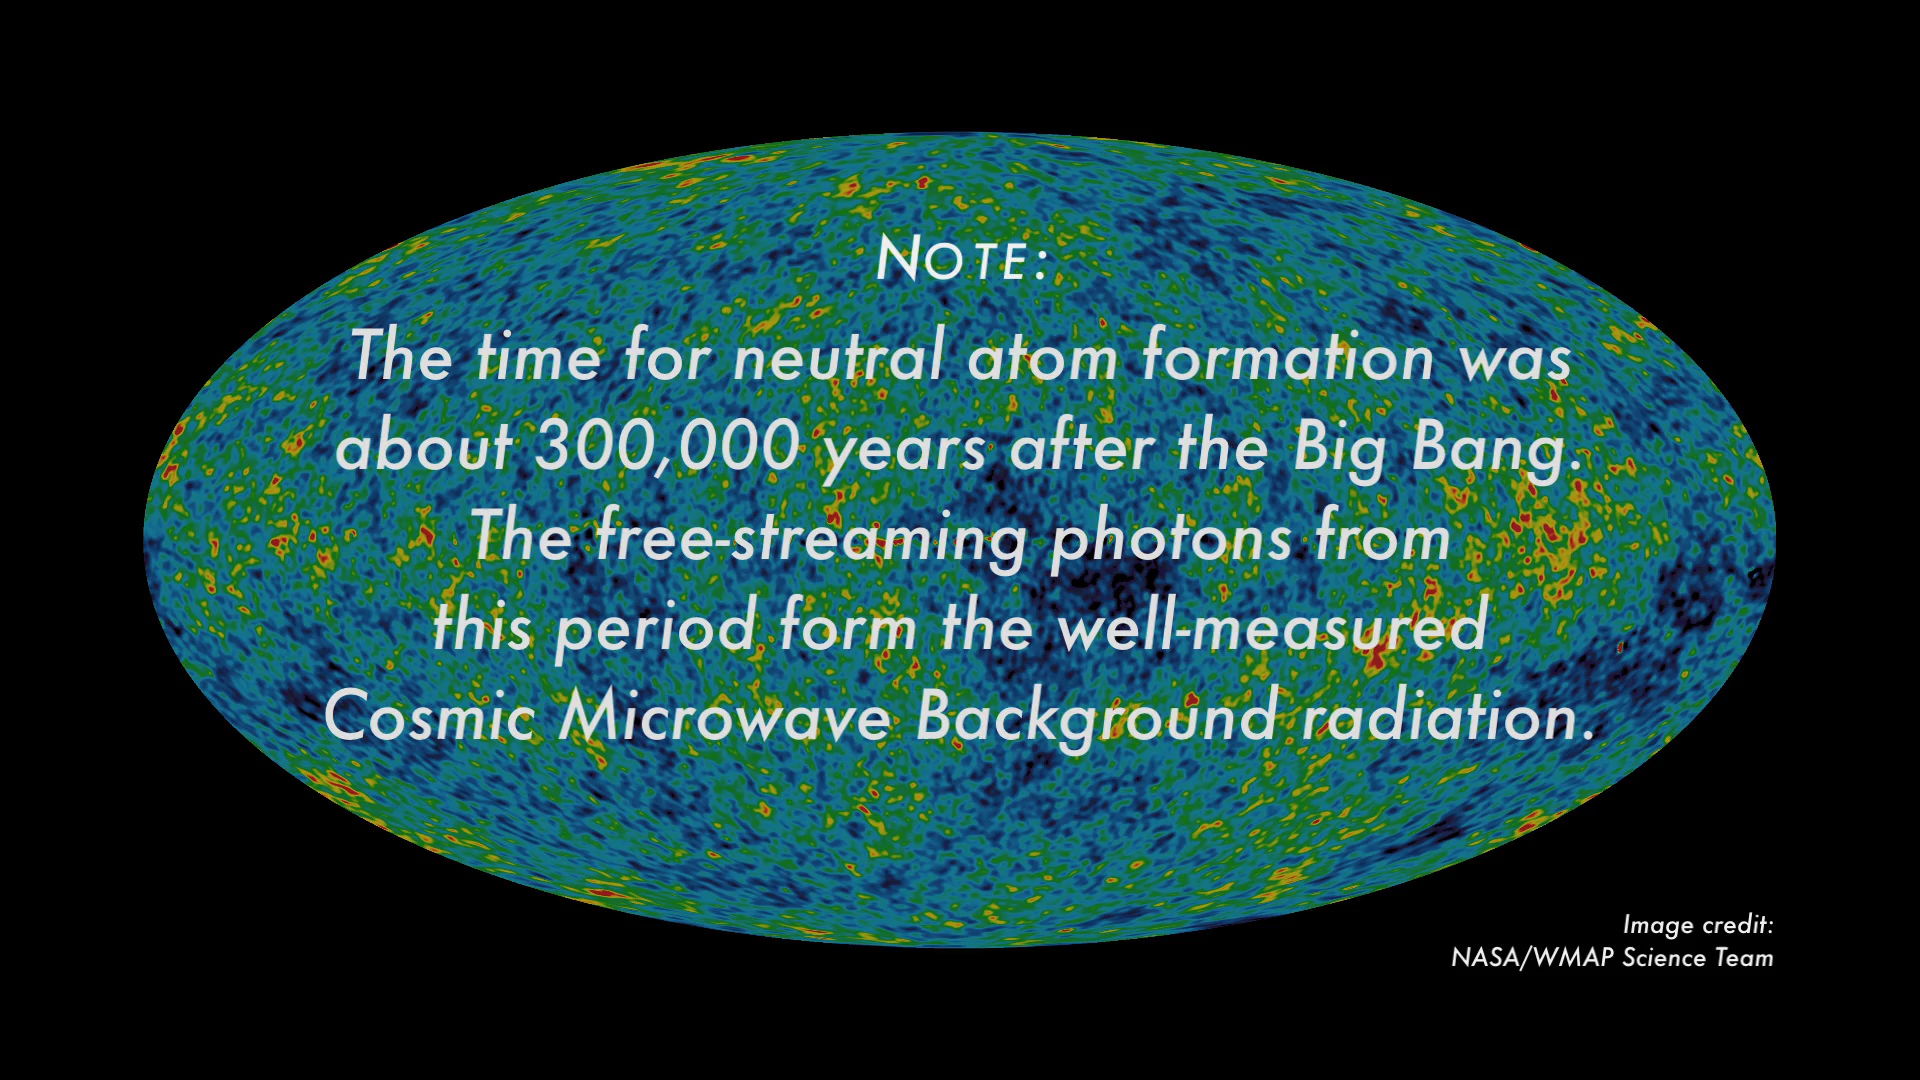 NOTE:
The time for neutral atom formation was
about 300,000 years after the Big Bang.
The free-streaming photons from
this period form the well-measured
Cosmic Microwave Background radiation.
Image credit:
NASA/WMAP Science Team